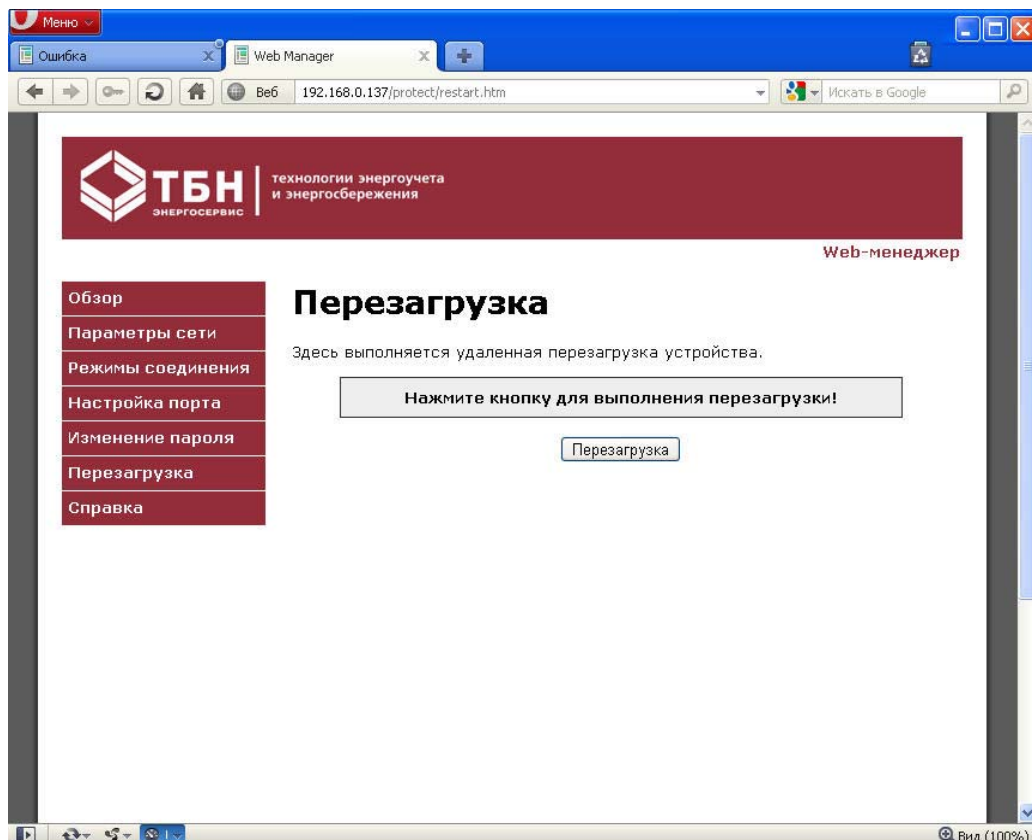 Меню
Ошибка
Web Manager
Веб
192.168.0.137/protect/restart.htm
Искать в Google
ТБН
ЭНЕРГОСЕРВИС
технологии энергоучета
и энергосбережения
Web-менеджер
Обзор
Параметры сети
Режимы соединения
Настройка порта
Изменение пароля
Перезагрузка
Справка
Перезагрузка
Здесь выполняется удаленная перезагрузка устройства.
Нажмите кнопку для выполнения перезагрузки!
Перезагрузка
Вид (100%)